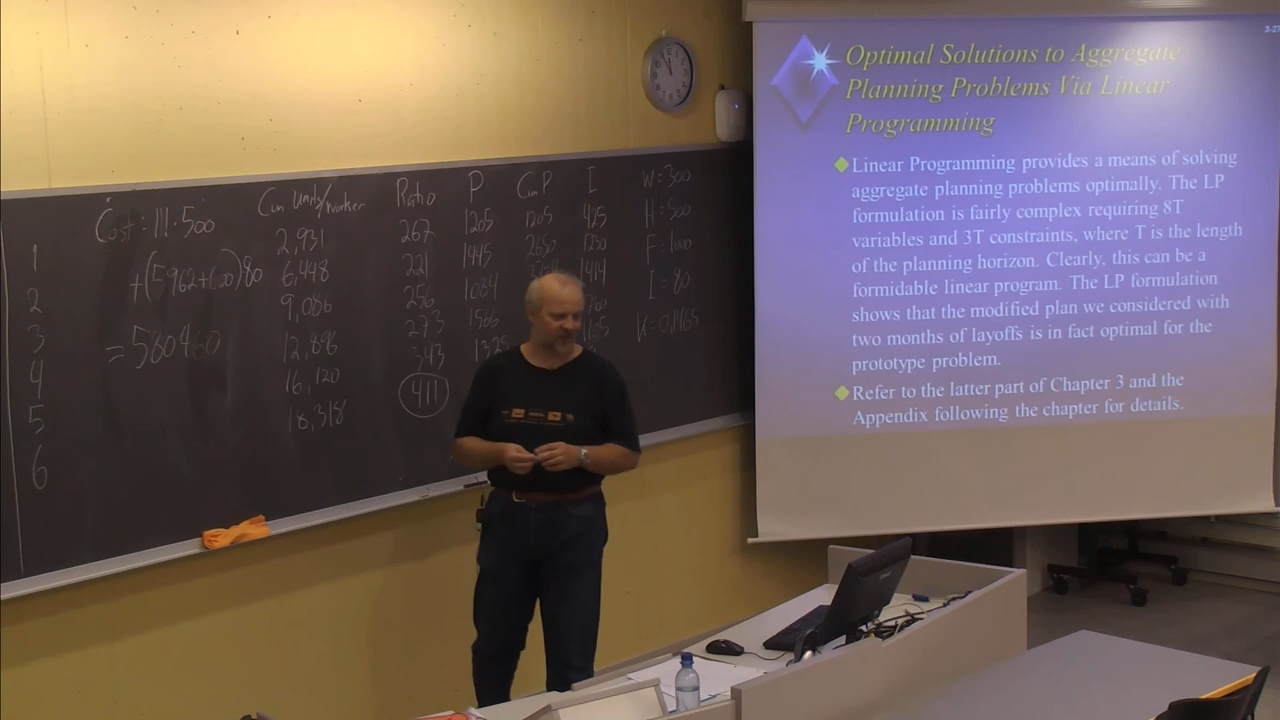 Optimal Solutions to Aggregate
Planning Problems Via Linear
Programming
Linear Programming provides a means of solving
aggregate planning problems optimally. The LP
formulation is fairly complex requiring 8T
variables and 3T constraints, where T is the length
of the planning horizon. Clearly, this can be a
formidable linear program. The LP formulation
shows that the modified plan we considered with
two months of layoffs is in fact optimal for the
prototype problem.
Refer to the latter part of Chapter 3 and the
Appendix following the chapter for details.
Cost: 111·500
+(5962+600)80
=580460
1
2
3
4
5
6
Cum Units/Worker
2,931
6,448
9,086
12,896
16,120
18,318
Ratio
267
221
256
273
343
411
P
1205
1445
1084
1566
Cum P
1205
2650
I
425
1230
1414
W=300
H=500
F=1000
I=80
K=0,1465